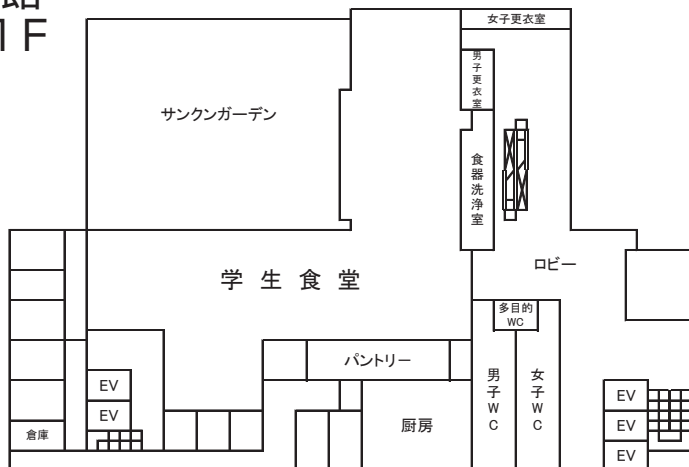 1F
女子更衣室
男子更衣室
サンクンガーデン
食器洗浄室
学生食堂
ロビー
多目的
WC
パントリー
男子WC
女子WC
EV
EV
EV
EV
EV
厨房
倉庫